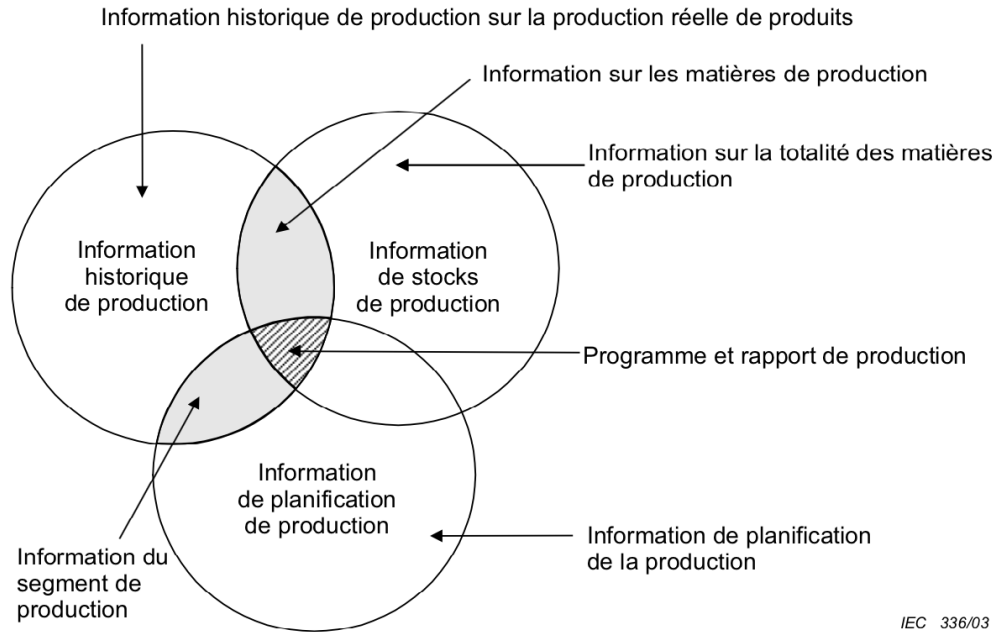 Information historique de production sur la production réelle de produits
Information sur les matières de production
Information sur la totalité des matières
de production
Information
historique
de production
Information
de stocks
de production
Programme et rapport de production
Information
de planification
de production
Information de planification
de la production
Information du
segment de
production
IEC 336/03